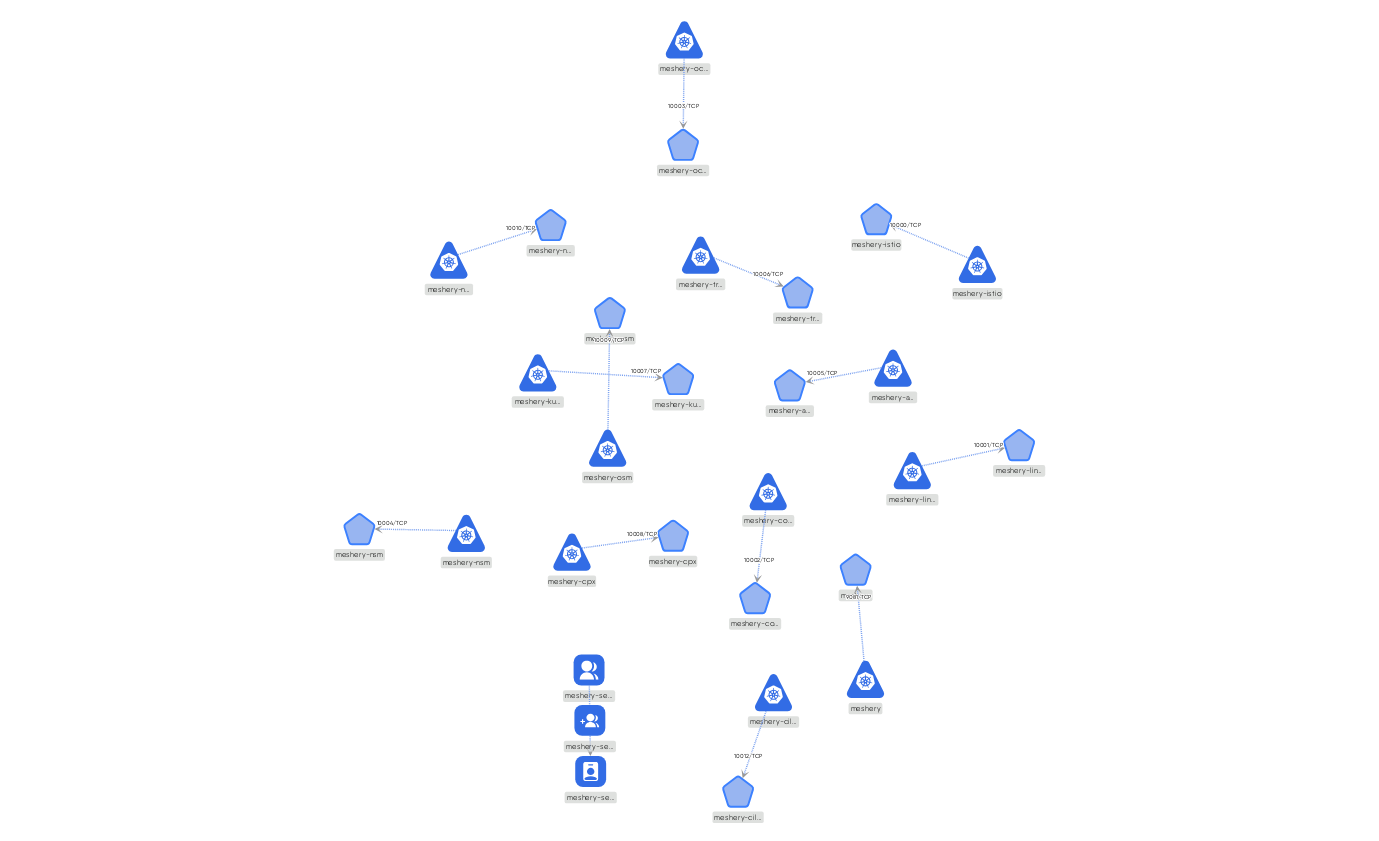 meshery-oc...
10003/TCP
meshery-oc...
10010/TCP
meshery-n...
meshery-n...
10000/TCP
meshery-istio
meshery-istio
10006/TCP
meshery-tr...
meshery-tr...
10009/TCP
10007/TCP
meshery-ku...
meshery-ku...
10005/TCP
meshery-a...
meshery-a...
meshery-osm
10001/TCP
meshery-lin...
meshery-lin...
10004/TCP
meshery-nsm
meshery-nsm
10008/TCP
meshery-cpx
meshery-cpx
meshery-co...
10002/TCP
meshery-co...
meshery
meshery-se...
meshery-se...
meshery-se...
meshery-cil...
10012/TCP
meshery-cil...